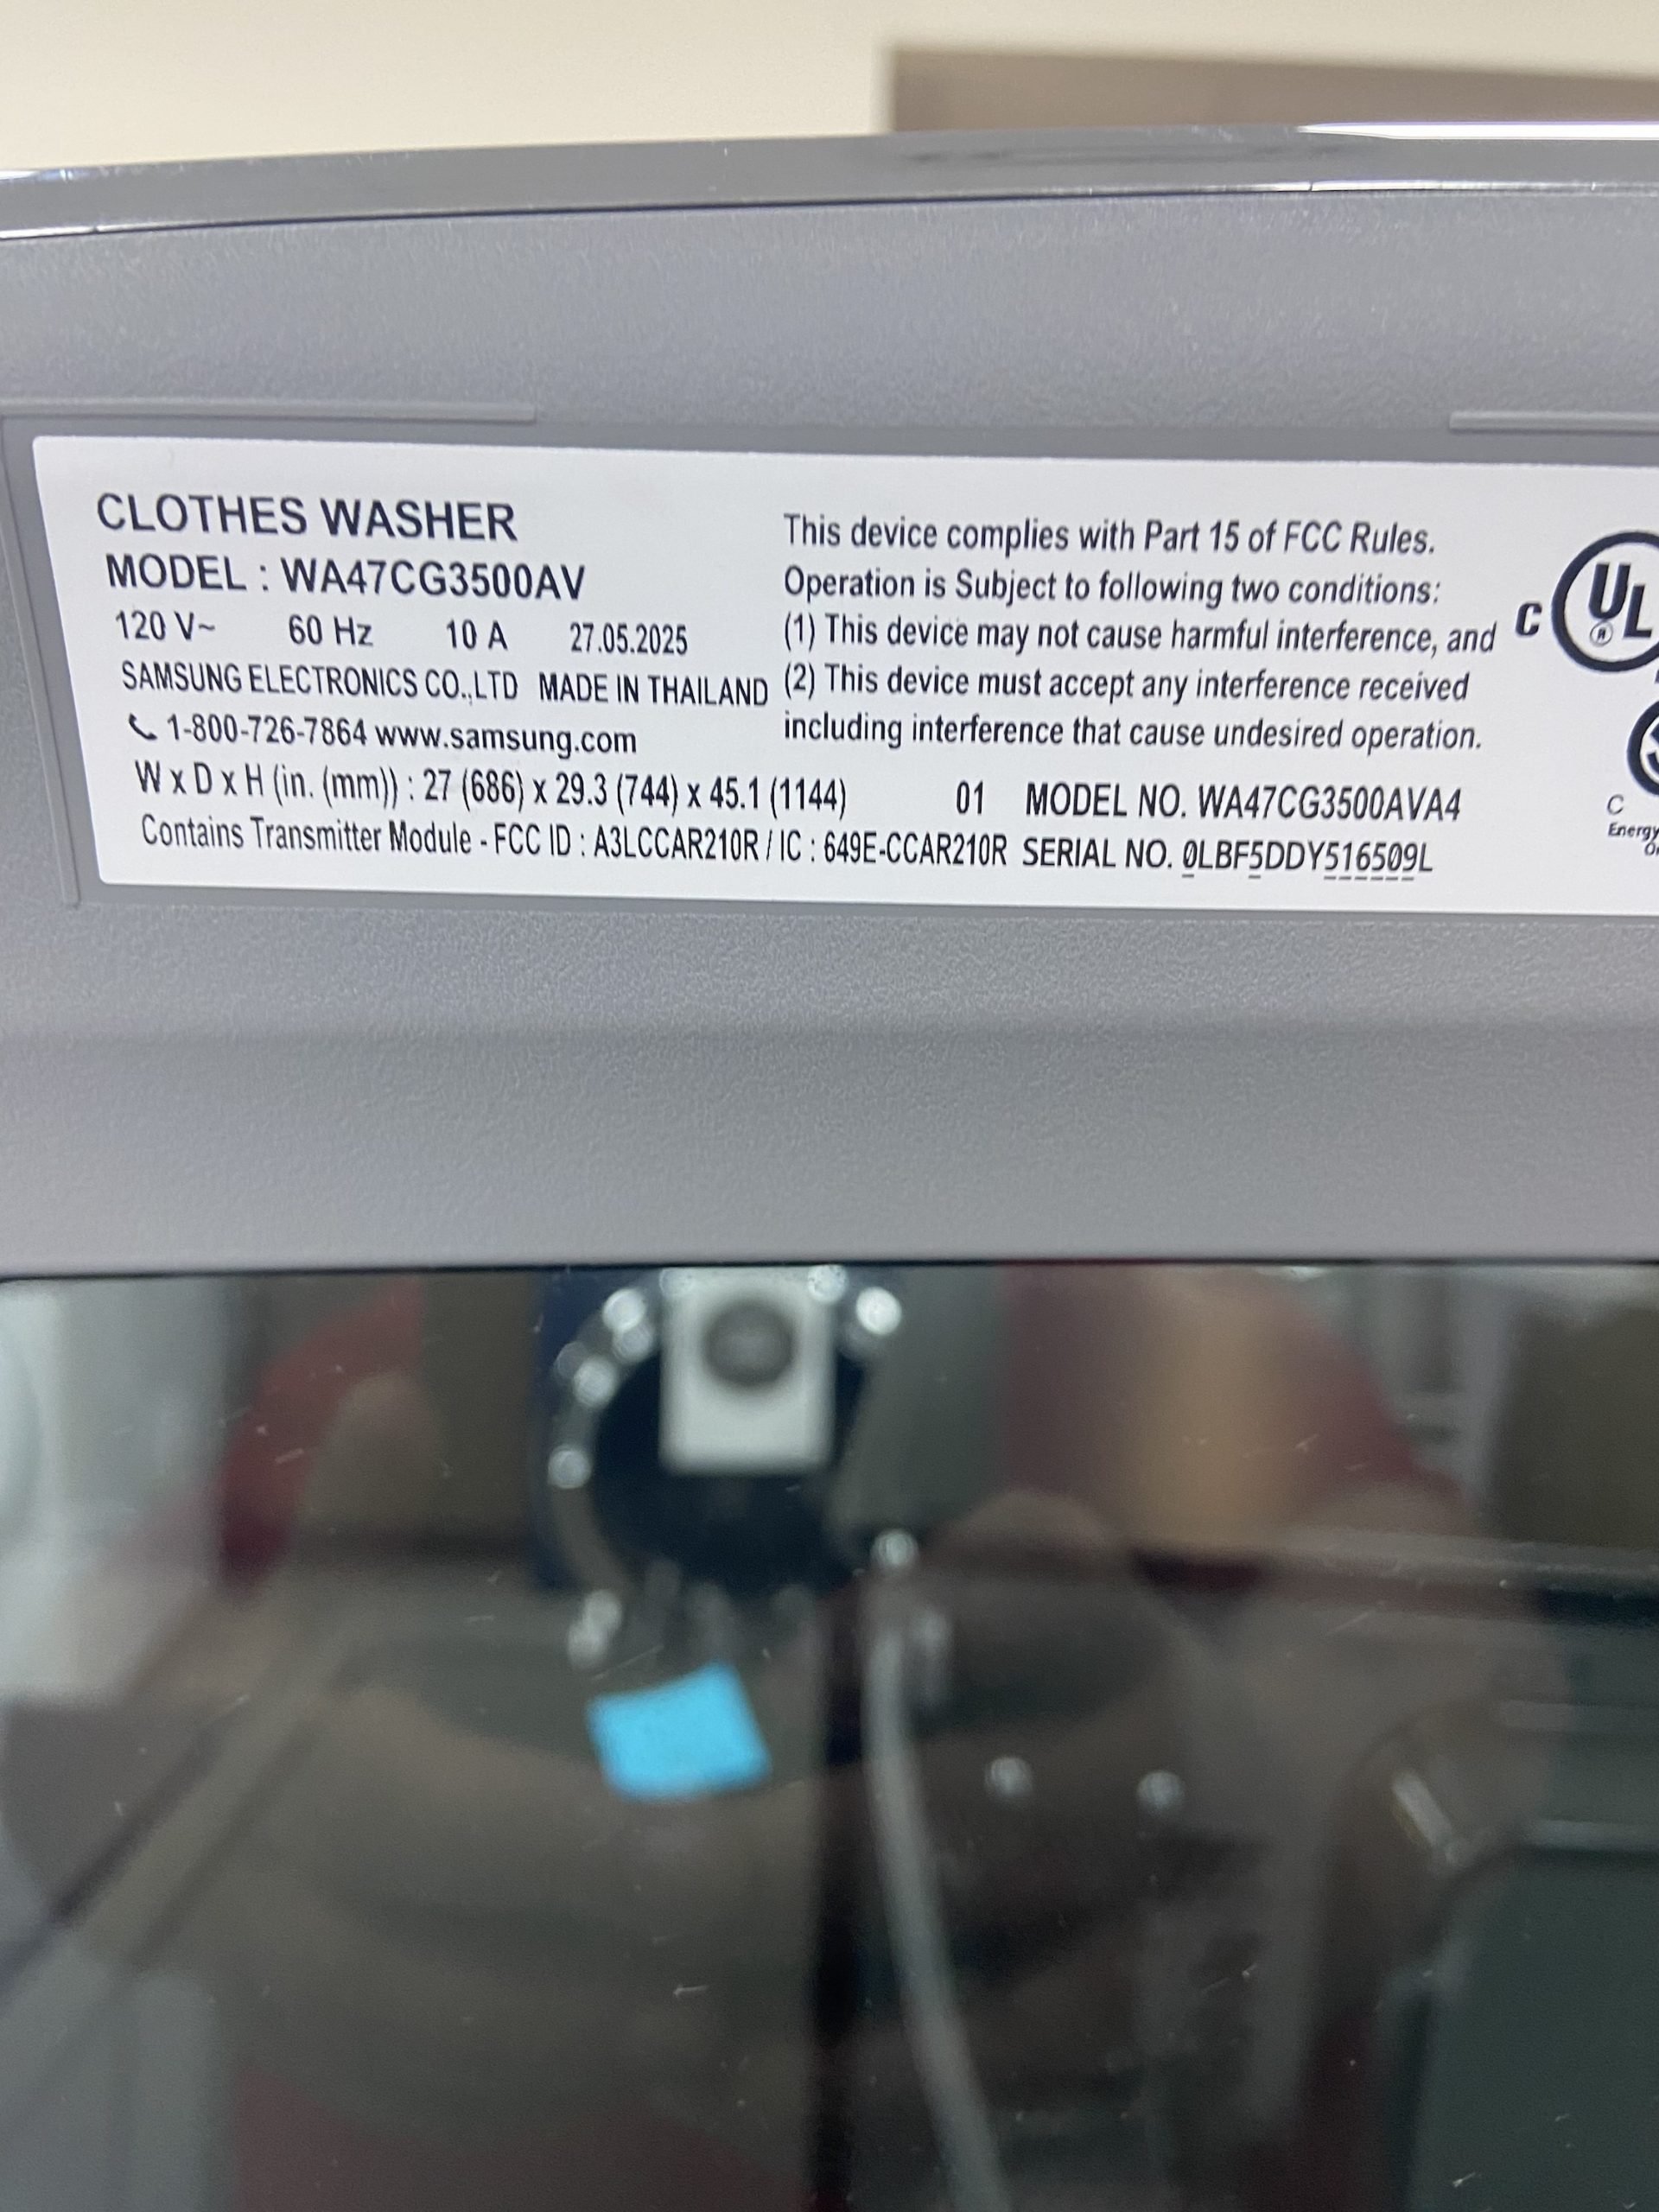 CLOTHES WASHER
MODEL : WA47CG3500AV
120 V~ 60 Hz 10 A 27.05.2025
SAMSUNG ELECTRONICS CO.,LTD MADE IN THAILAND
1-800-726-7864 www.samsung.com
W x D x H (in. (mm)) : 27 (686) x 29.3 (744) x 45.1 (1144)
Contains Transmitter Module - FCC ID : A3LCCAR210R / IC : 649E-CCAR210R
This device complies with Part 15 of FCC Rules.
Operation is Subject to following two conditions:
(1) This device may not cause harmful interference, and
(2) This device must accept any interference received
including interference that cause undesired operation.
01 MODEL NO. WA47CG3500AVA4
SERIAL NO. 0LBF5DDY516509L
C UL ®
C
Energy